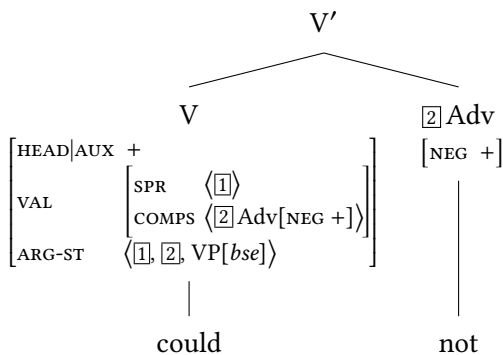 V′
V
2 Adv
HEAD|AUX +
[NEG +]
SPR ⟨1⟩
VAL
COMPS ⟨2 Adv[NEG +]⟩
ARG-ST ⟨1, 2, VP[bse]⟩
could
not